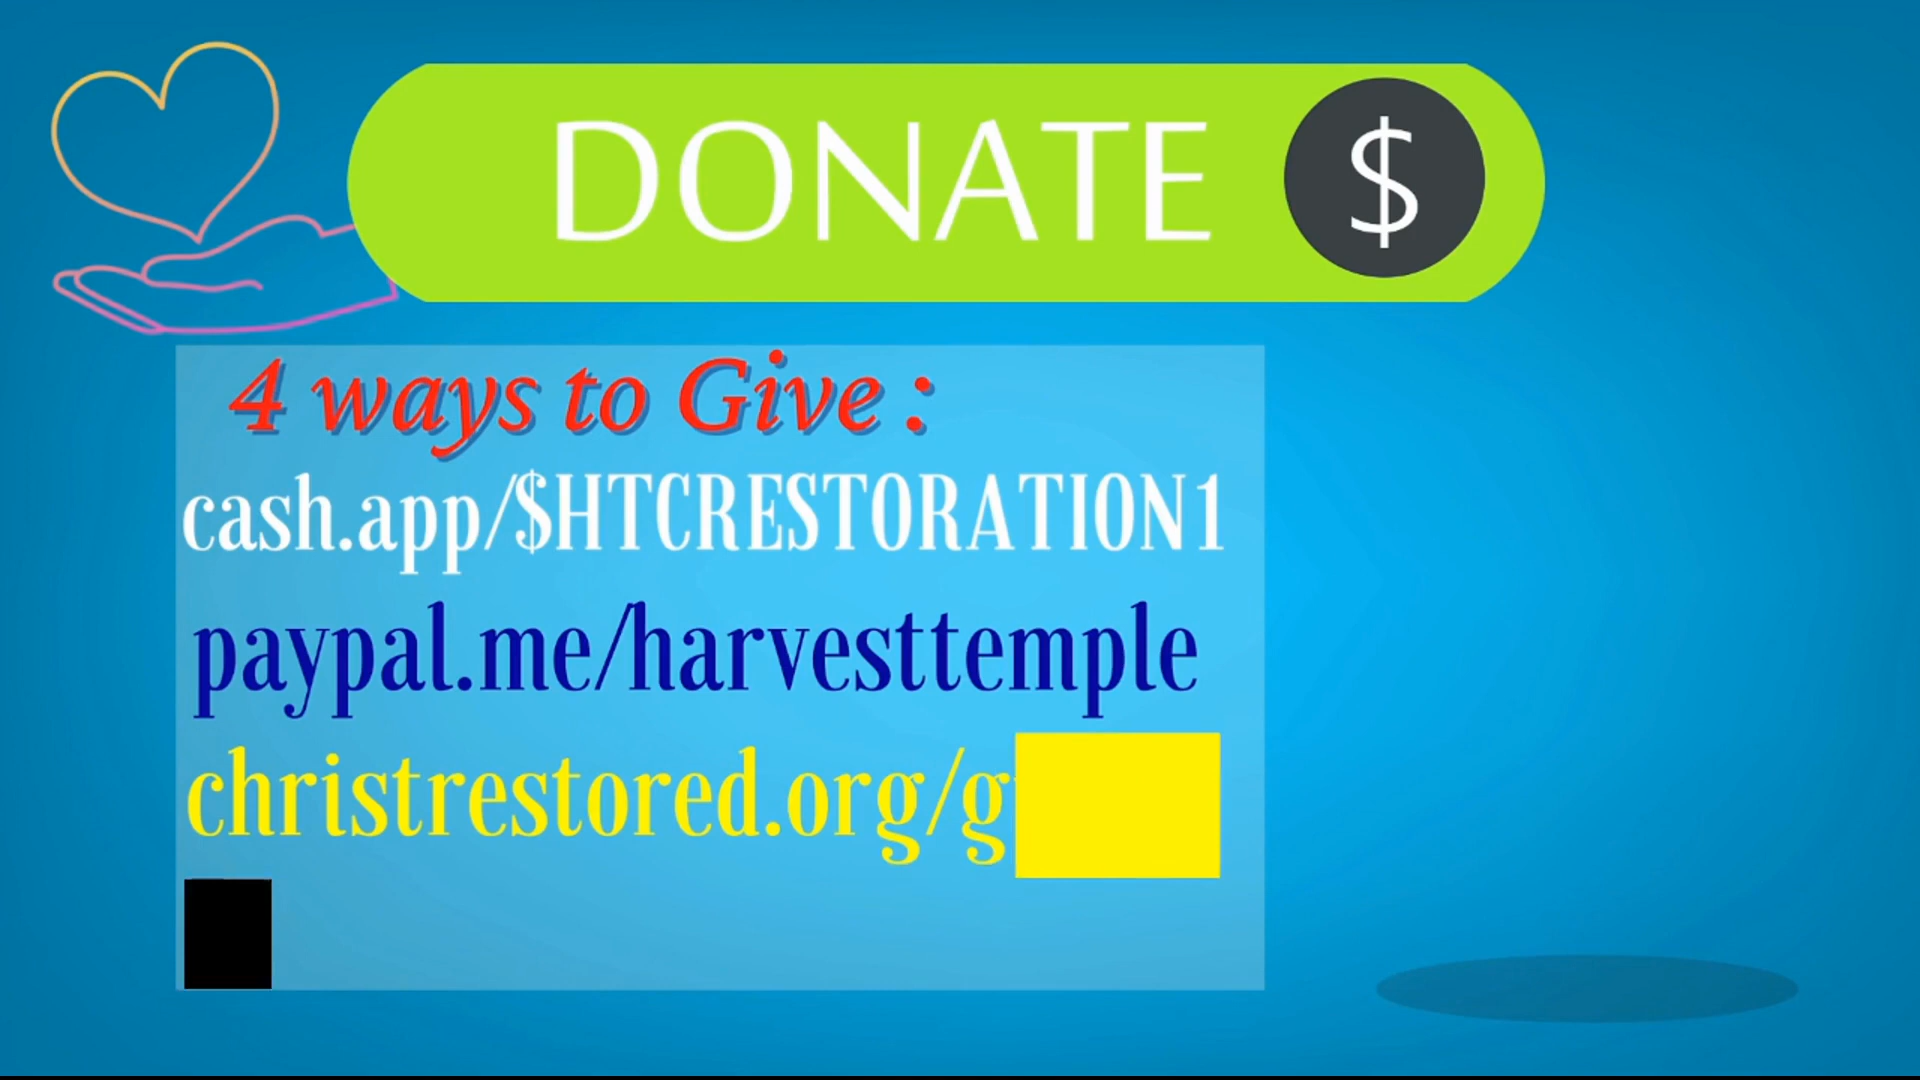 DONATE $
4 ways to Give :
cash.app/$HTCRESTORATION1
paypal.me/harvesttemple
christrestored.org/g